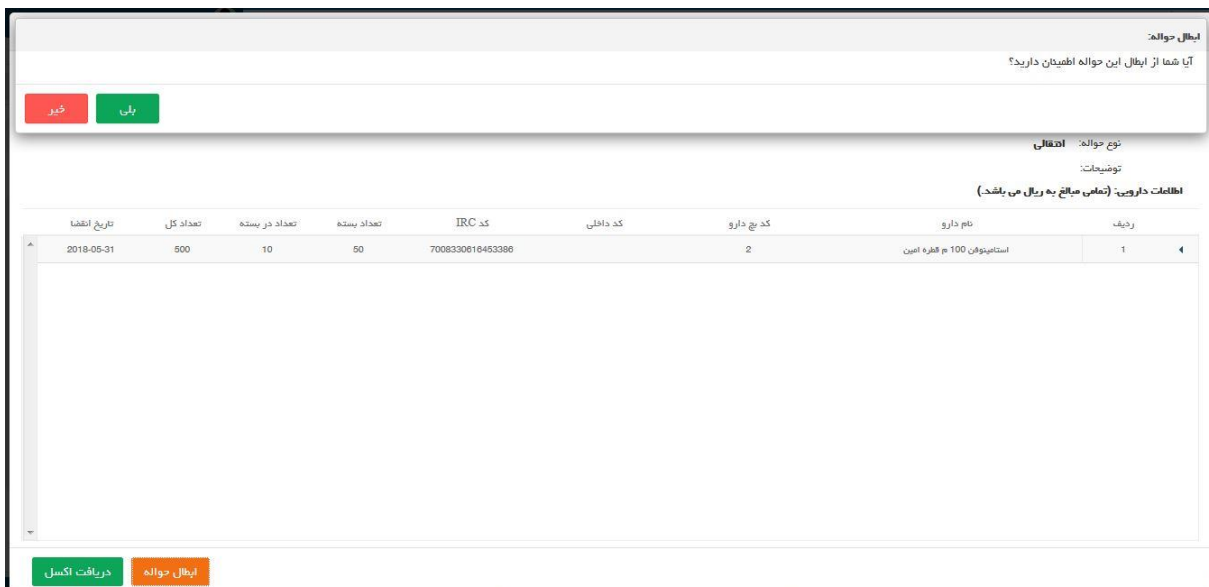 ابطال حواله:
آیا شما از ابطال این حواله اطمینان دارید؟
بلی خیر
نوع حواله: انتقالی
توضیحات:
اطلاعات دارویی: (تمامی مبالغ به ریال می باشد.)
ردیف نام دارو کد بچ دارو کد داخلی کد IRC تعداد بسته تعداد در بسته تعداد کل تاریخ انقضا
1 استامینوفن 100 م قطره امین 2 7008330616453386 50 10 500 2018-05-31
ابطال حواله دریافت اکسل